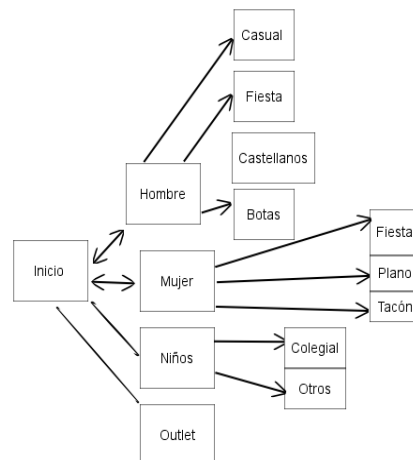 Casual
Fiesta
Castellanos
Hombre
Botas
Fiesta
Inicio
Mujer
Plano
Tacón
Niños
Colegial
Otros
Outlet